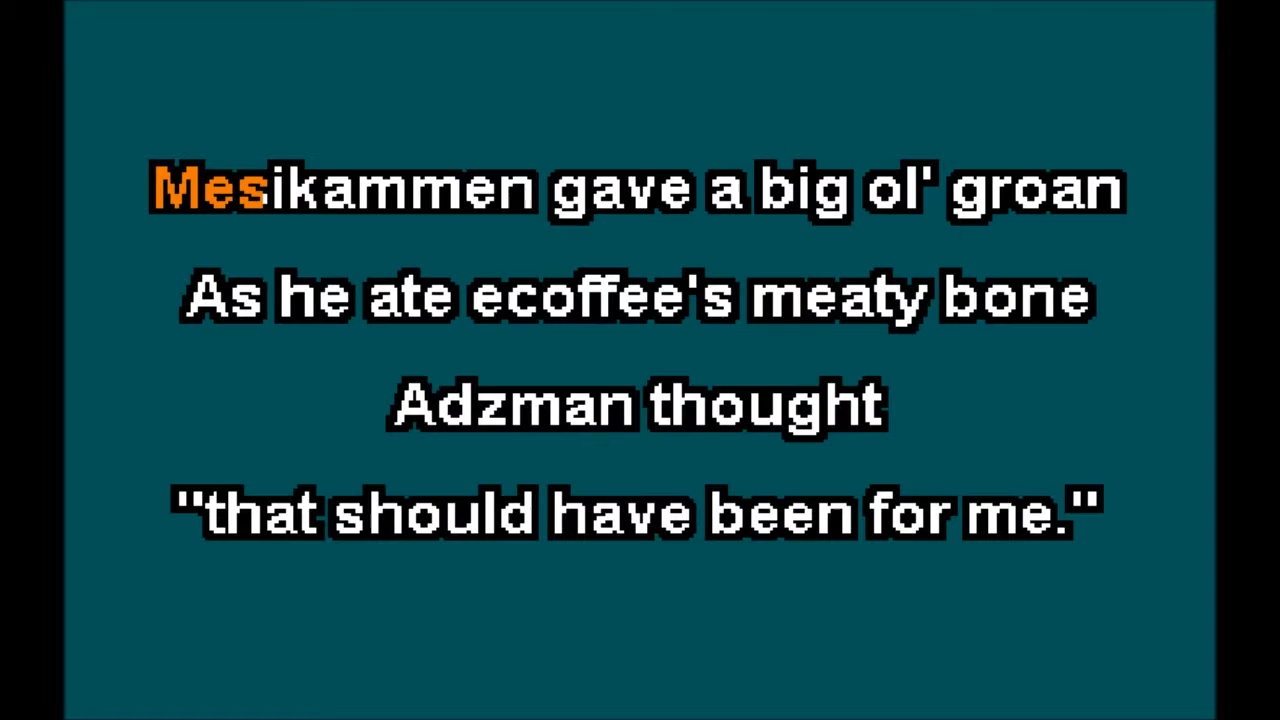 Mesikammen gave a big ol' groan
As he ate ecoffee's meaty bone
Adzman thought
"that should have been for me."